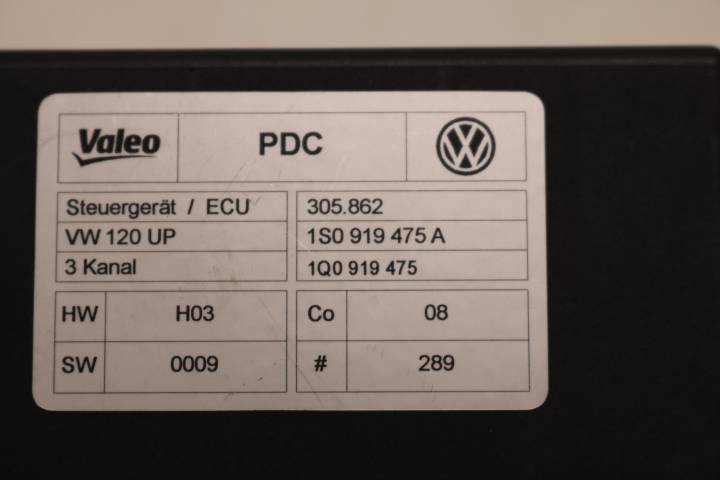 Valeo PDC VW
Steuergerät / ECU 305.862
VW 120 UP 1S0 919 475 A
3 Kanal 1Q0 919 475
HW H03 Co 08
SW 0009 # 289